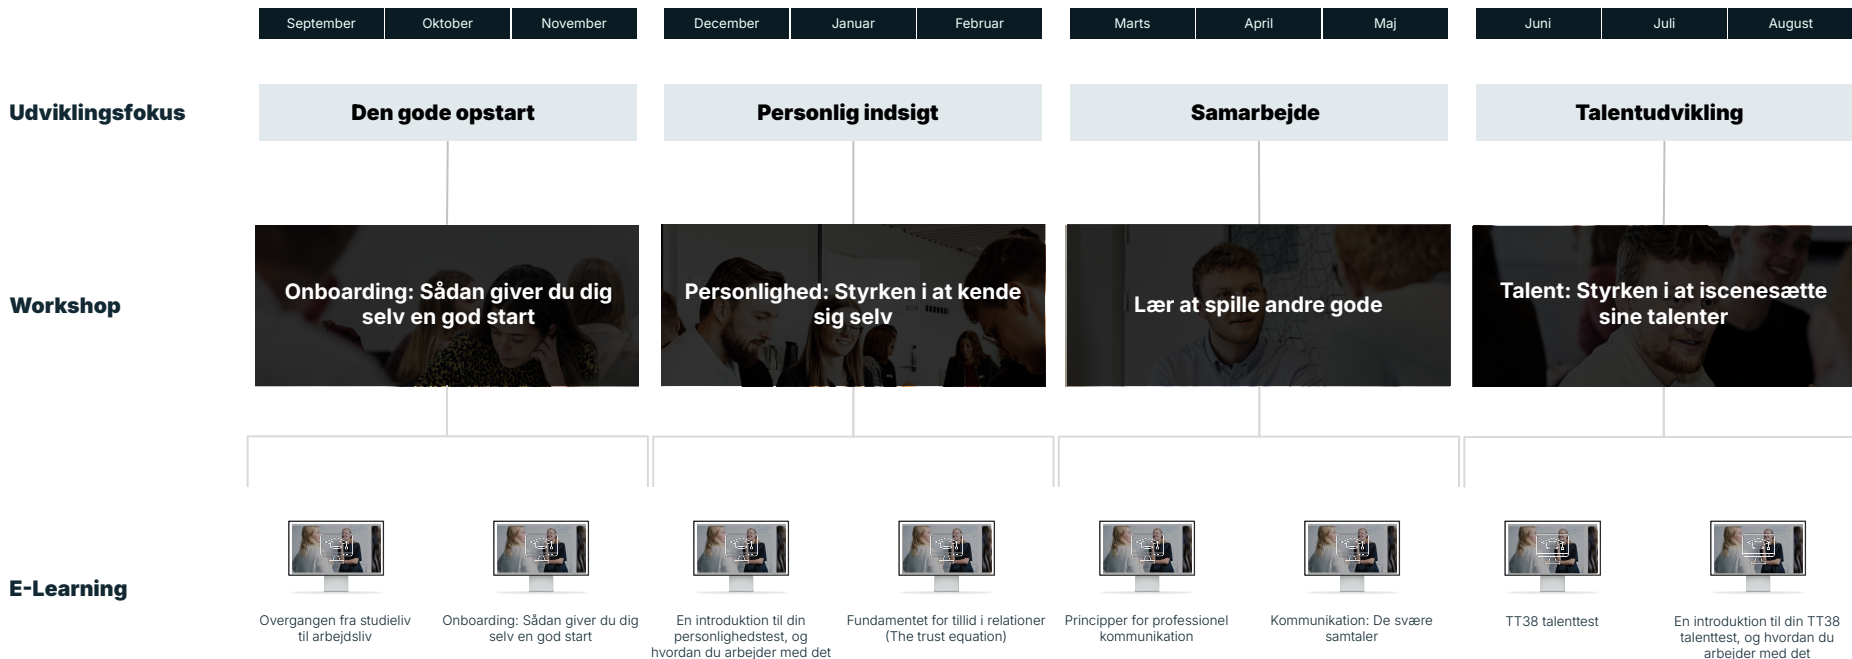 September Oktober November December Januar Februar Marts April Maj Juni Juli August
Udviklingsfokus Den gode opstart Personlig indsigt Samarbejde Talentudvikling
Workshop
Onboarding: Sådan giver du dig
selv en god start
Personlighed: Styrken i at kende
sig selv
Lær at spille andre gode
Talent: Styrken i at iscenesætte
sine talenter
E-Learning
Overgangen fra studieliv
til arbejdsliv
Onboarding: Sådan giver du dig
selv en god start
En introduktion til din
personlighedstest, og
hvordan du arbejder med det
Fundamentet for tillid i relationer
(The trust equation)
Principper for professionel
kommunikation
Kommunikation: De svære
samtaler
TT38 talenttest
En introduktion til din TT38
talenttest, og hvordan du
arbejder med det